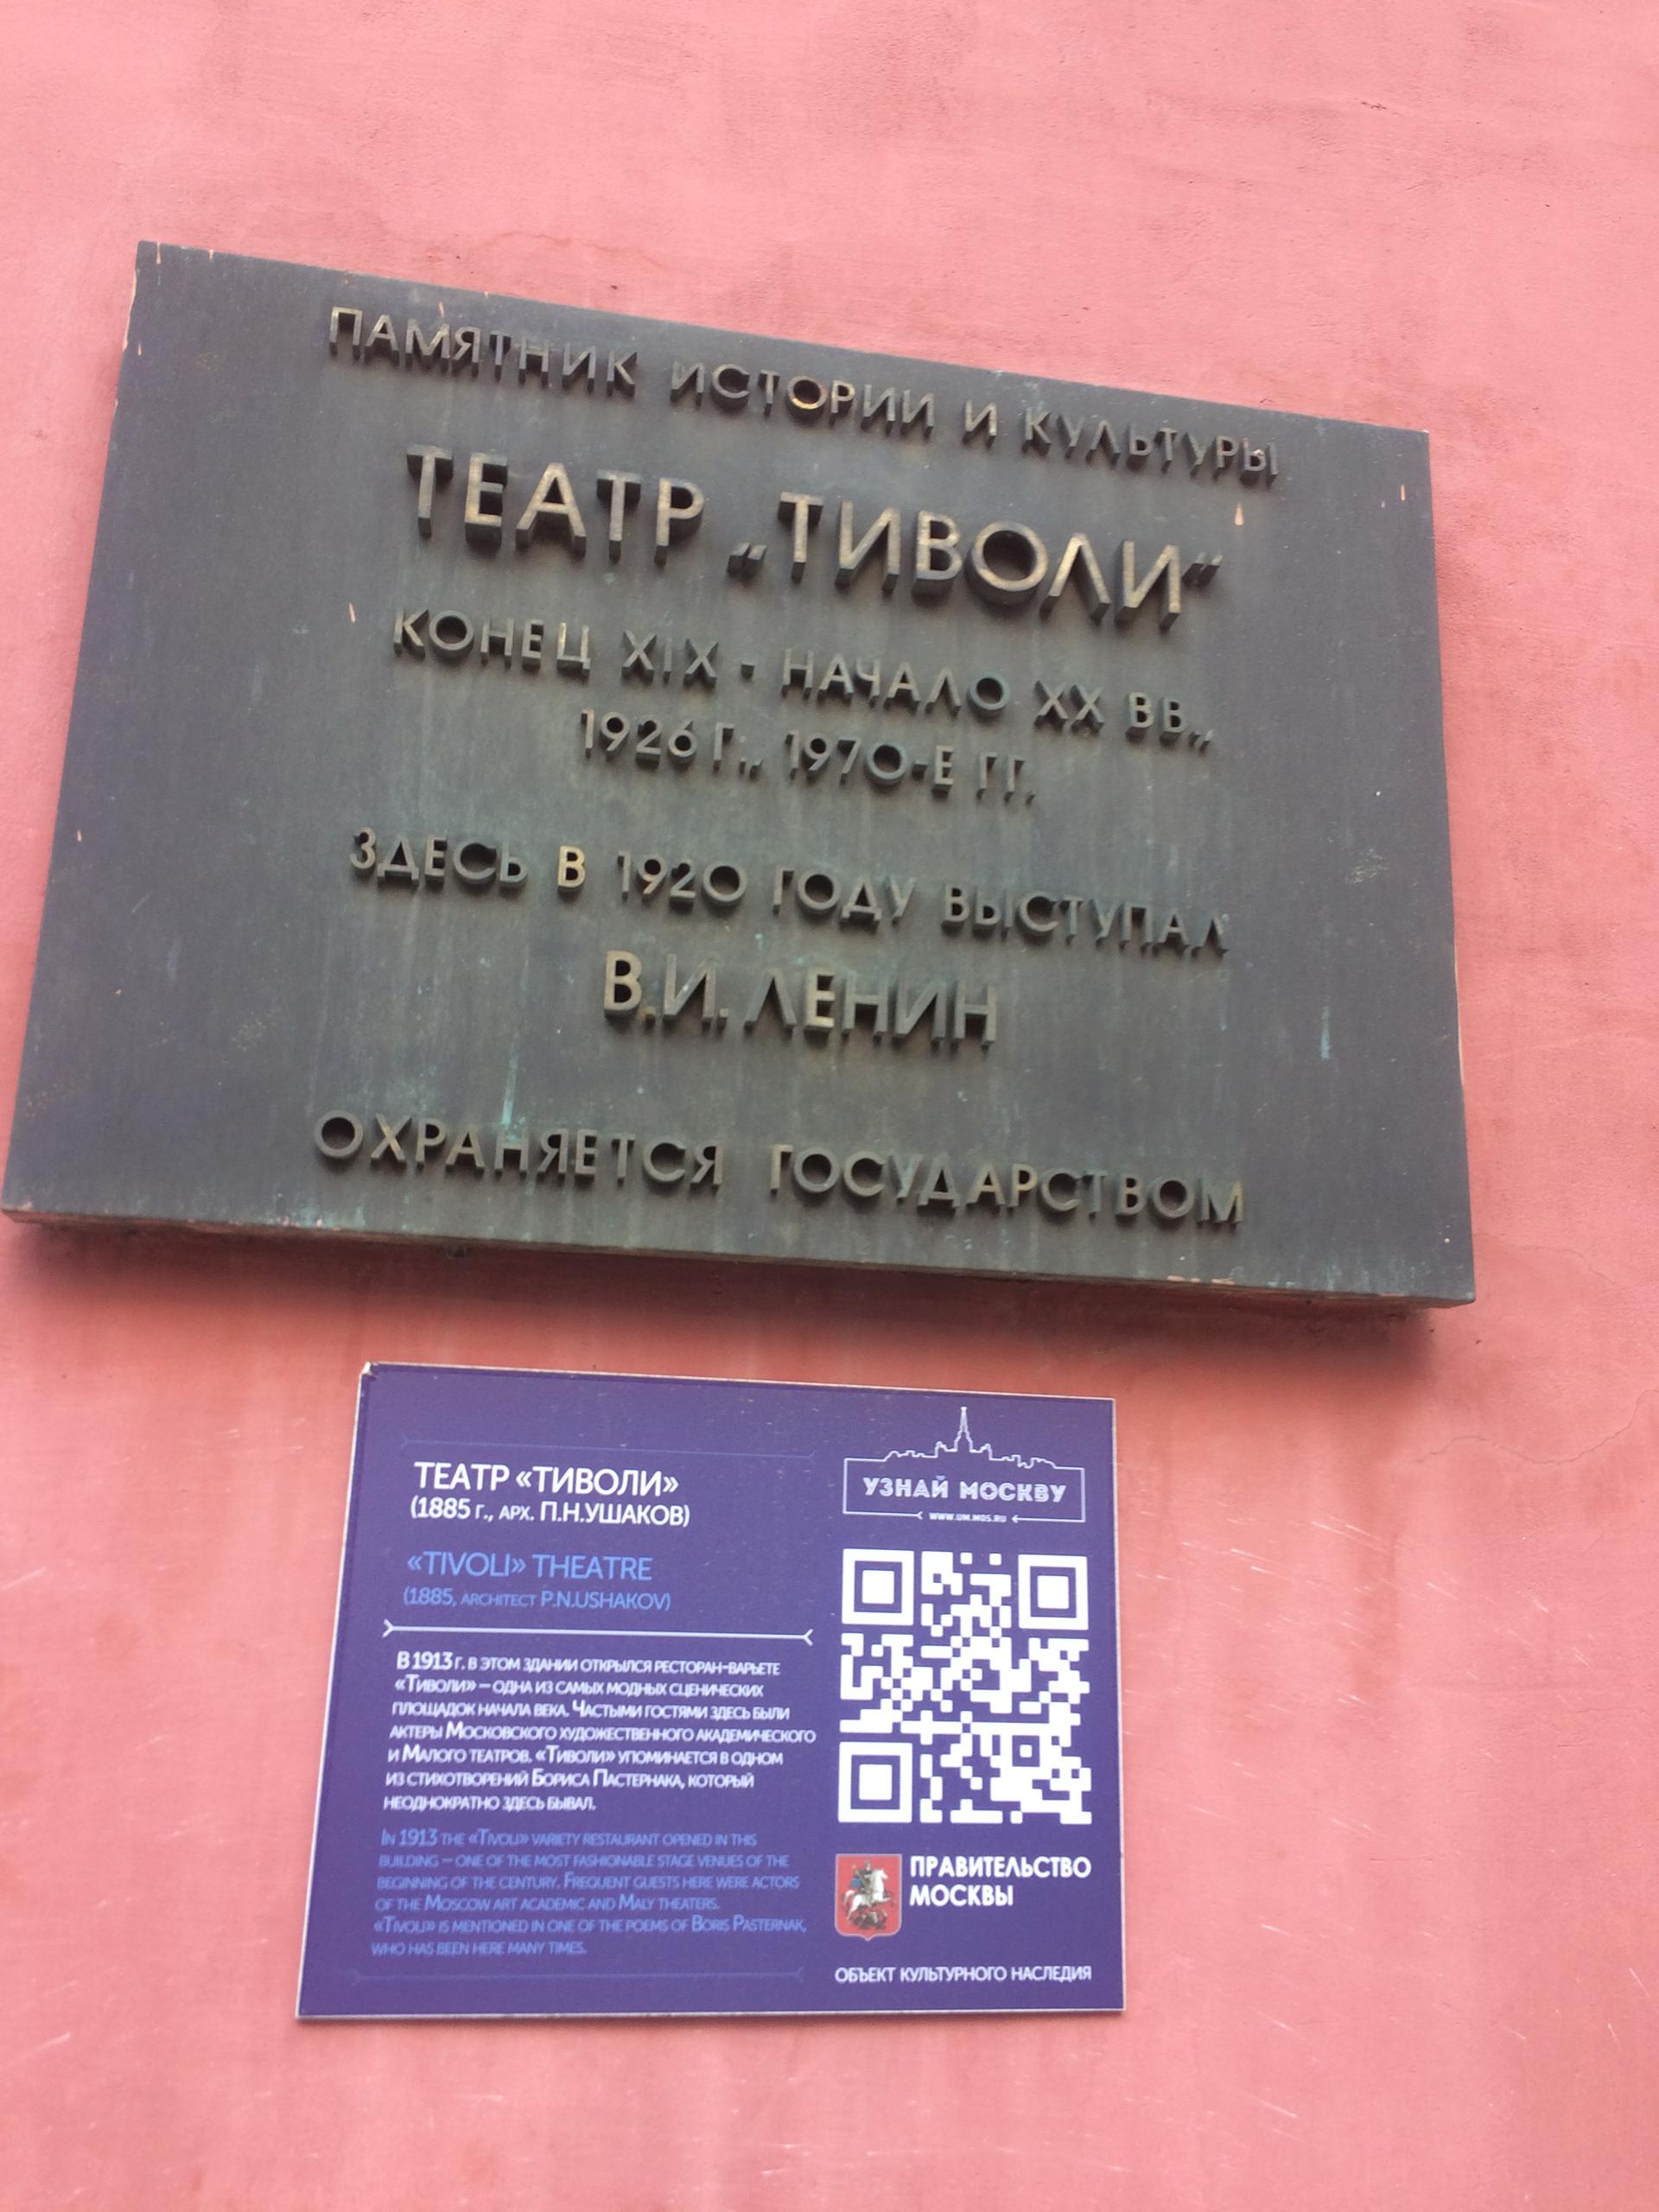 ПАМЯТНИК ИСТОРИИ И КУЛЬТУРЫ
ТЕАТР „ТИВОЛИ“
КОНЕЦ XIX - НАЧАЛО XX ВВ.,
1926 Г., 1970-Е ГГ.
ЗДЕСЬ В 1920 ГОДУ ВЫСТУПАЛ
В.И. ЛЕНИН
ОХРАНЯЕТСЯ ГОСУДАРСТВОМ
ТЕАТР «ТИВОЛИ»
(1885 Г., АРХ. П.Н.УШАКОВ)
«TIVOLI» THEATRE
(1885, ARCHITECT P.N.USHAKOV)
В 1913 Г. В ЭТОМ ЗДАНИИ ОТКРЫЛСЯ РЕСТОРАН-ВАРЬЕТЕ
«ТИВОЛИ» — ОДНА ИЗ САМЫХ МОДНЫХ СЦЕНИЧЕСКИХ
ПЛОЩАДОК НАЧАЛА ВЕКА. ЧАСТЫМИ ГОСТЯМИ ЗДЕСЬ БЫЛИ
АКТЕРЫ МОСКОВСКОГО ХУДОЖЕСТВЕННОГО АКАДЕМИЧЕСКОГО
И МАЛОГО ТЕАТРОВ. «ТИВОЛИ» УПОМИНАЕТСЯ В ОДНОМ
ИЗ СТИХОТВОРЕНИЙ БОРИСА ПАСТЕРНАКА, КОТОРЫЙ
НЕОДНОКРАТНО ЗДЕСЬ БЫВАЛ.
IN 1913 THE «TIVOLI» VARIETY RESTAURANT OPENED IN THIS
BUILDING — ONE OF THE MOST FASHIONABLE STAGE VENUES OF THE
BEGINNING OF THE CENTURY. FREQUENT GUESTS HERE WERE ACTORS
OF THE MOSCOW ART ACADEMIC AND MALY THEATERS.
«TIVOLI» IS MENTIONED IN ONE OF THE POEMS OF BORIS PASTERNAK,
WHO HAS BEEN HERE MANY TIMES.
УЗНАЙ МОСКВУ
WWW.UM.MOS.RU
ПРАВИТЕЛЬСТВО
МОСКВЫ
ОБЪЕКТ КУЛЬТУРНОГО НАСЛЕДИЯ